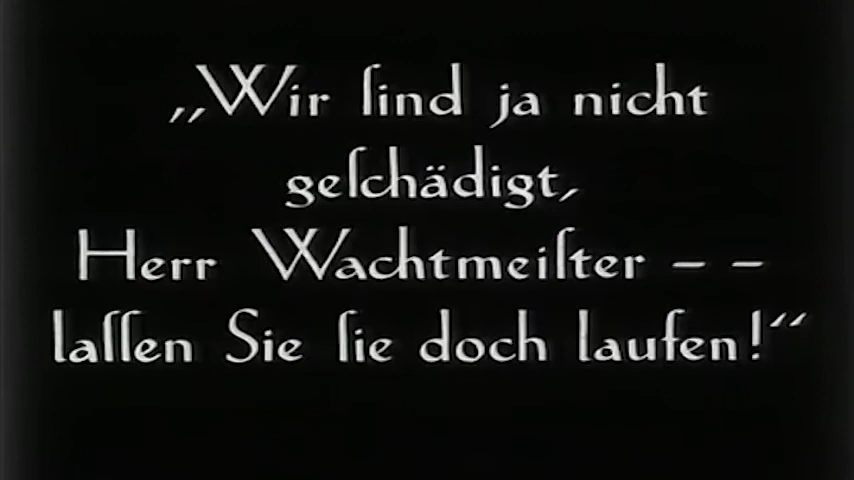 „Wir ſind ja nicht
geſchädigt,
Herr Wachtmeiſter – –
laſſen Sie ſie doch laufen!“